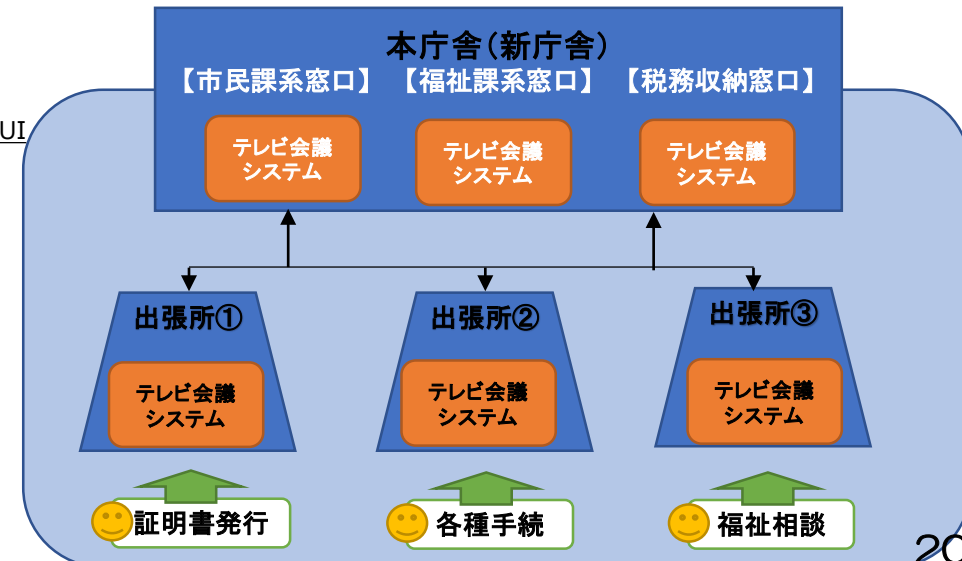 本庁舎(新庁舎)
【市民課系窓口】 【福祉課系窓口】 【税務収納窓口】
UI
テレビ会議
システム
テレビ会議
システム
テレビ会議
システム
出張所①
出張所②
出張所③
テレビ会議
システム
テレビ会議
システム
テレビ会議
システム
証明書発行
各種手続
福祉相談
20